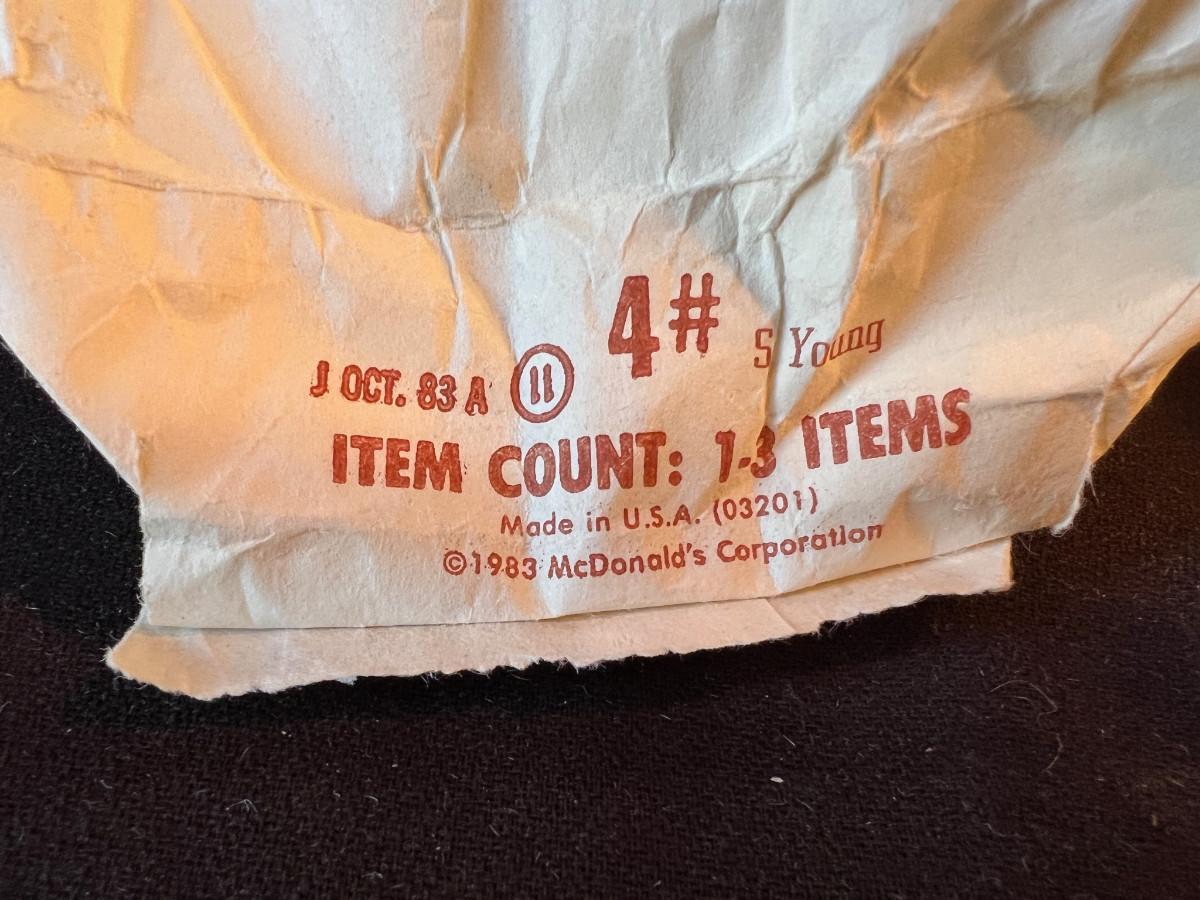 4# S Young
J OCT. 83 A 11
ITEM COUNT: 1-3 ITEMS
Made in U.S.A. (03201)
©1983 McDonald's Corporation